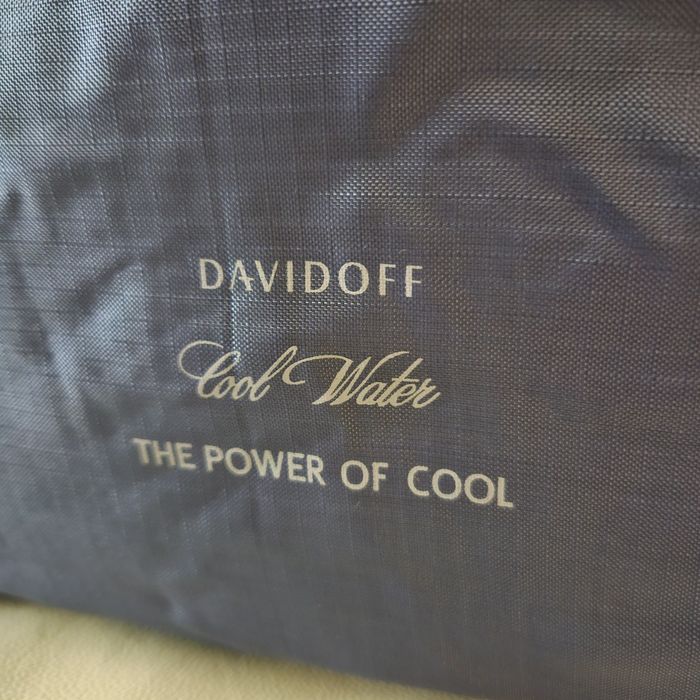 DAVIDOFF
Cool Water
THE POWER OF COOL